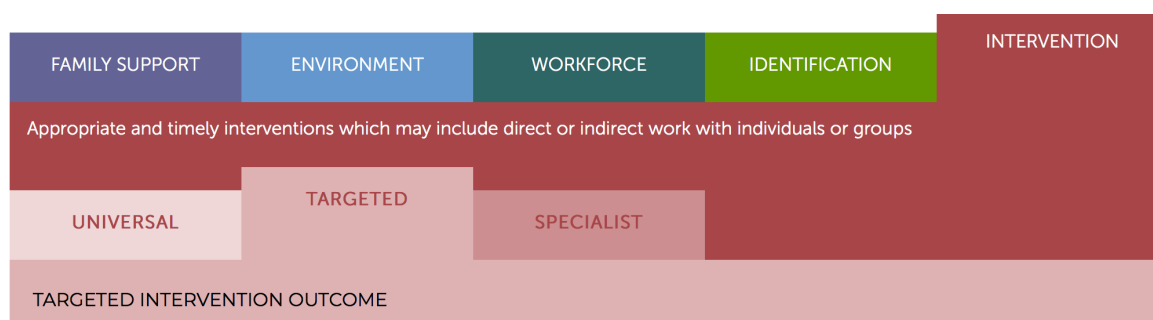 FAMILY SUPPORT
ENVIRONMENT
WORKFORCE
IDENTIFICATION
INTERVENTION
Appropriate and timely interventions which may include direct or indirect work with individuals or groups
UNIVERSAL
TARGETED
SPECIALIST
TARGETED INTERVENTION OUTCOME